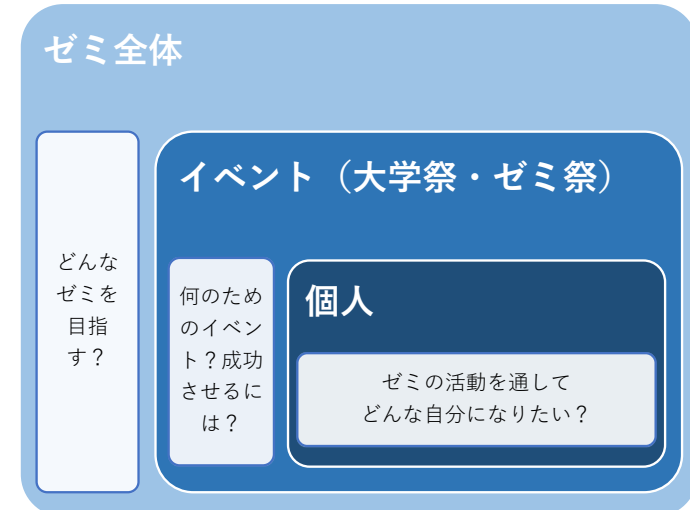 ゼミ全体
どんな
ゼミを
目指
す？
イベント（大学祭・ゼミ祭）
何のため
のイベン
ト？成功
させるに
は？
個人
ゼミの活動を通して
どんな自分になりたい？